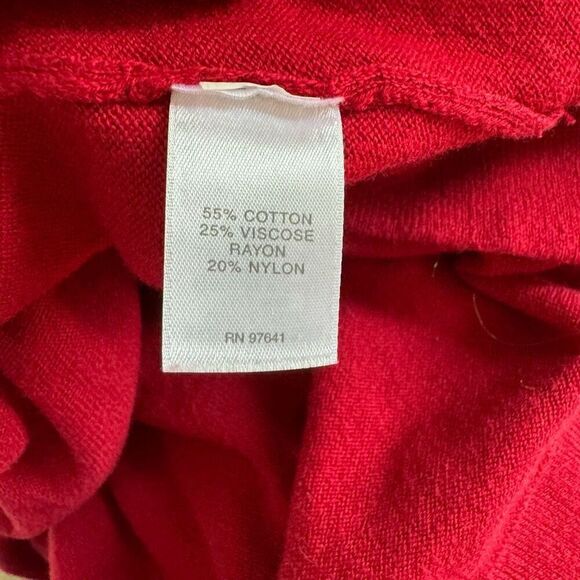 55% COTTON
25% VISCOSE
RAYON
20% NYLON
RN 97641